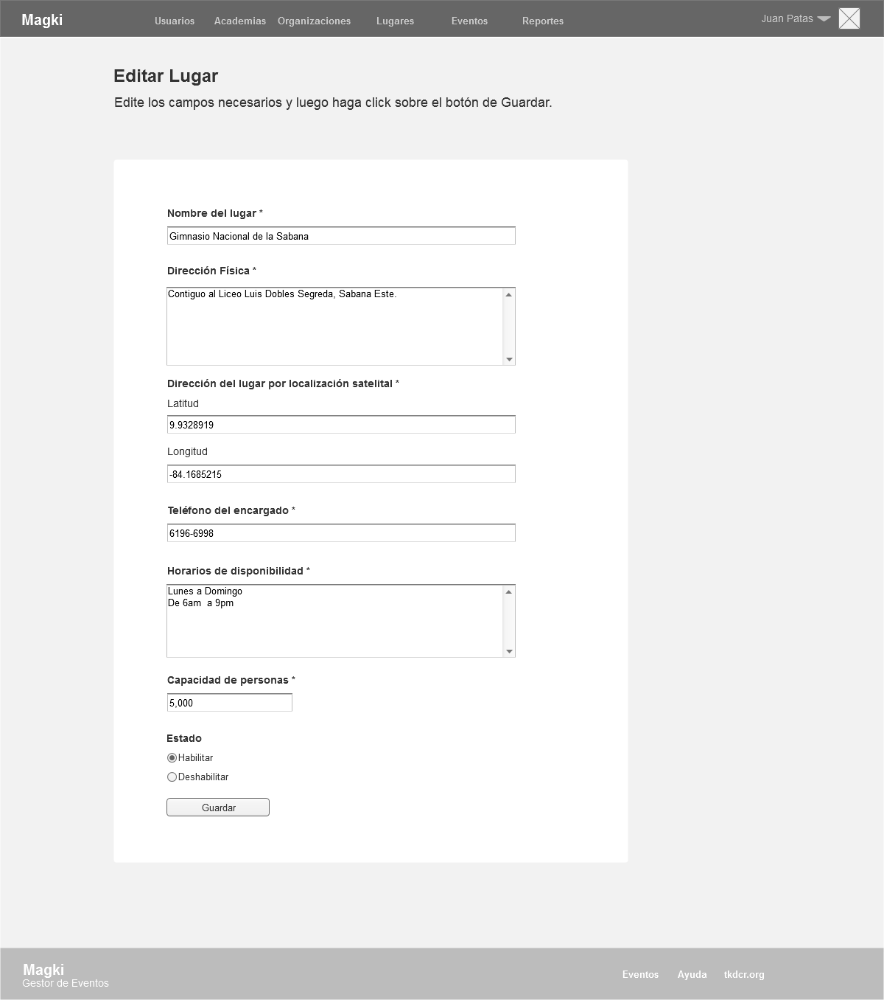 Magki
Usuarios Academias Organizaciones Lugares Eventos Reportes
Juan Patas
Editar Lugar
Edite los campos necesarios y luego haga click sobre el botón de Guardar.
Nombre del lugar *
Gimnasio Nacional de la Sabana
Dirección Física *
Contiguo al Liceo Luis Dobles Segreda, Sabana Este.
Dirección del lugar por localización satelital *
Latitud
9.9328919
Longitud
-84.1685215
Teléfono del encargado *
6196-6998
Horarios de disponibilidad *
Lunes a Domingo
De 6am  a 9pm
Capacidad de personas *
5,000
Estado
Habilitar
Deshabilitar
Guardar
Magki
Gestor de Eventos
Eventos Ayuda tkdcr.org